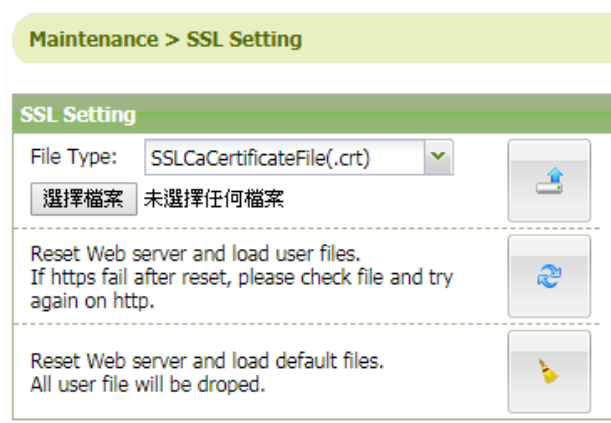 Maintenance > SSL Setting
SSL Setting
File Type: SSLCaCertificateFile(.crt)
選擇檔案 未選擇任何檔案
Reset Web server and load user files.
If https fail after reset, please check file and try
again on http.
Reset Web server and load default files.
All user file will be droped.